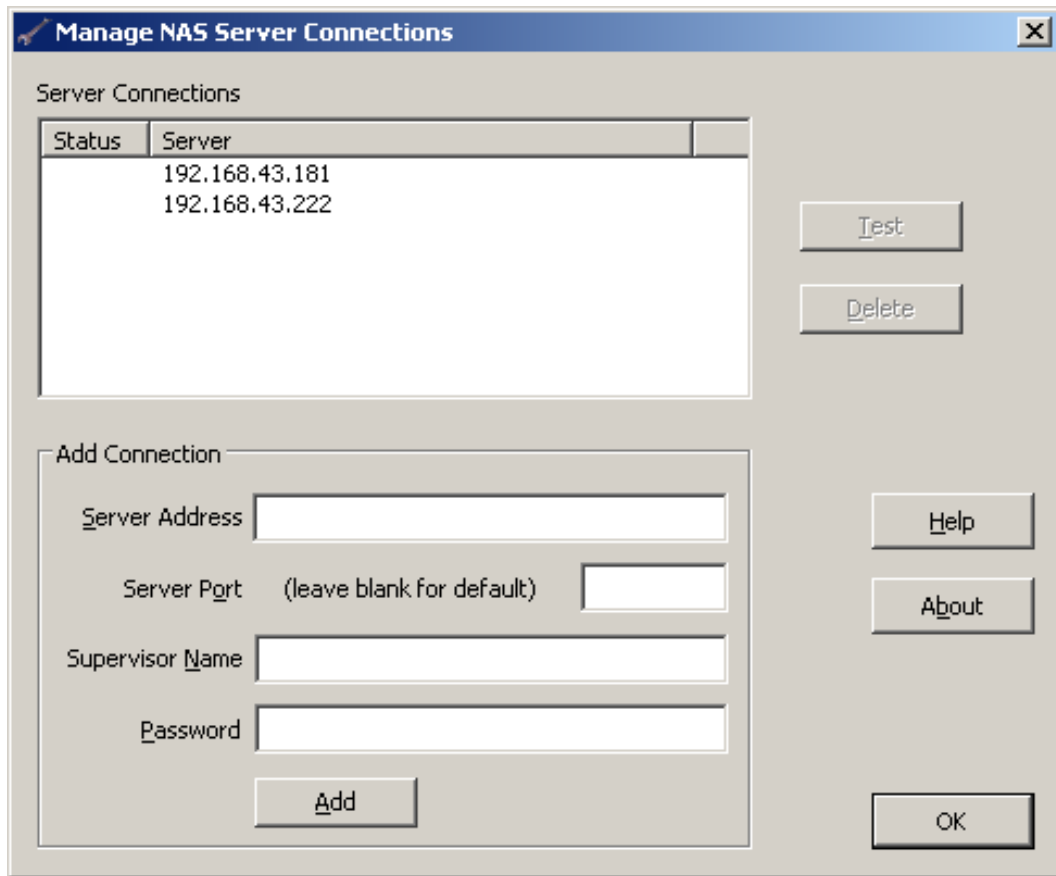 Manage NAS Server Connections
Server Connections
Status Server
192.168.43.181
192.168.43.222
Test
Delete
Add Connection
Server Address
Help
Server Port (leave blank for default)
About
Supervisor Name
Password
Add
OK